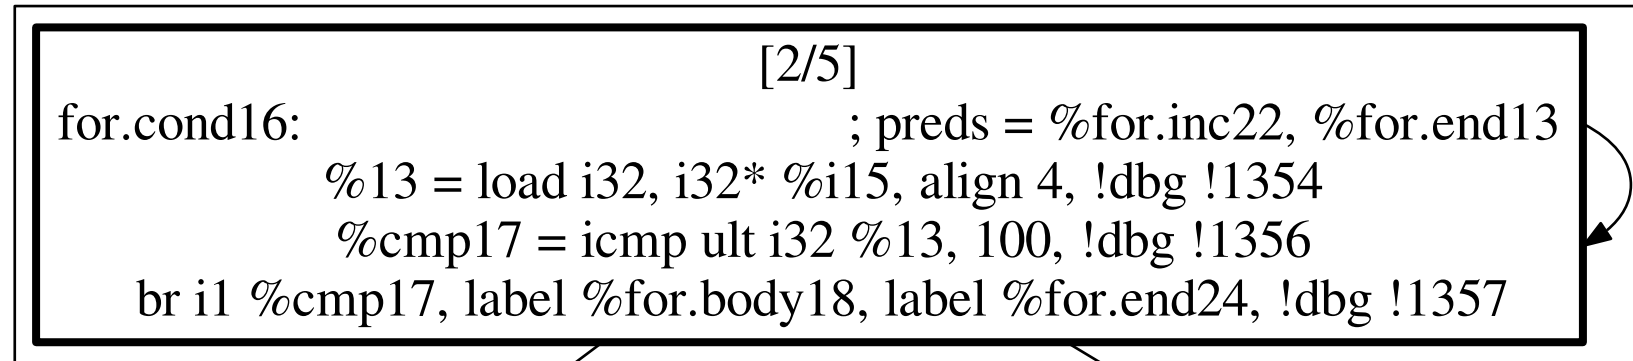 [2/5]
for.cond16: ; preds = %for.inc22, %for.end13
%13 = load i32, i32* %i15, align 4, !dbg !1354
%cmp17 = icmp ult i32 %13, 100, !dbg !1356
br i1 %cmp17, label %for.body18, label %for.end24, !dbg !1357